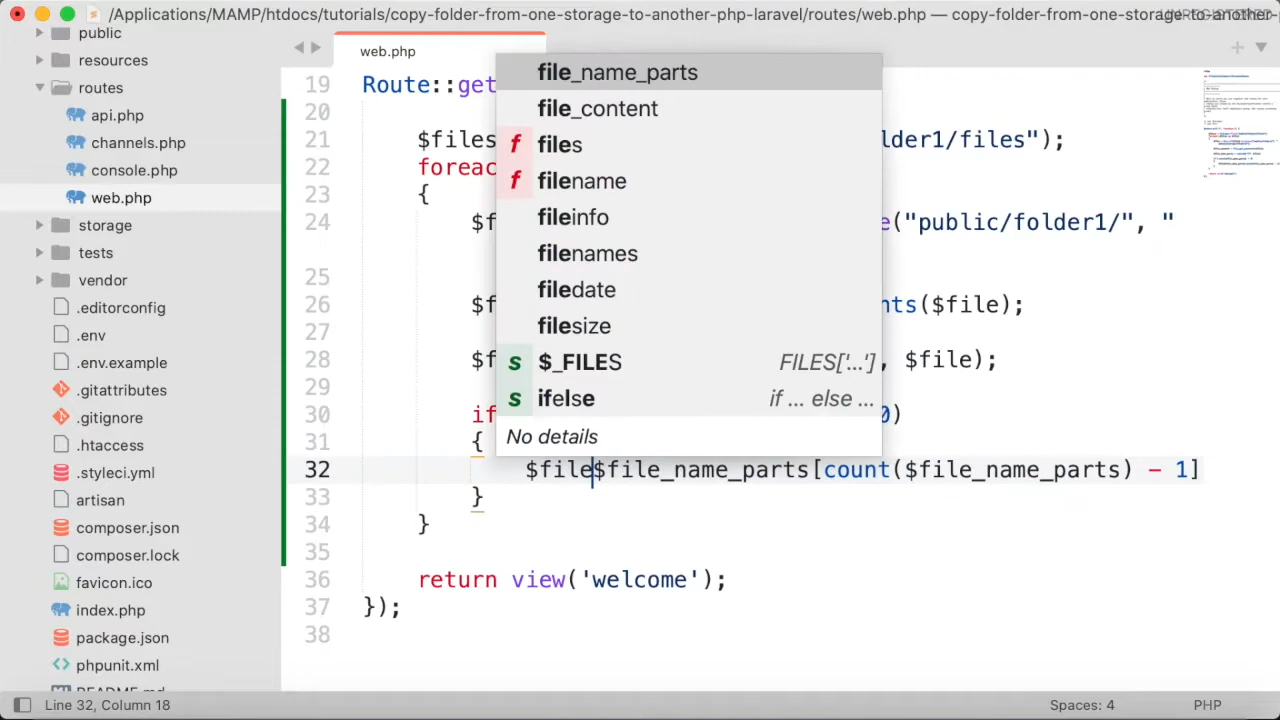 /Applications/MAMP/htdocs/tutorials/copy-folder-from-one-storage-to-another-php-laravel/routes/web.php — copy-folder-from-one-storage-to-another-
UNREGISTERED
public
resources
routes
api.php
channels.php
console.php
web.php
storage
tests
vendor
.editorconfig
.env
.env.example
.gitattributes
.gitignore
.htaccess
.styleci.yml
artisan
composer.json
composer.lock
favicon.ico
index.php
package.json
phpunit.xml
README.md
web.php
19 Route::get
20
21 $files lder1/files");
22 foreac
23 {
24 $f e("public/folder1/", "
25
26 $f nts($file);
27
28 $f , $file);
29
30 if 0)
31 {
32 $file$file_name_parts[count($file_name_parts) - 1]
33 }
34 }
35
36 return view('welcome');
37 });
38
file_name_parts
file_content
f files
filename
fileinfo
filenames
filedate
filesize
s $_FILES FILES['...']
s ifelse if ... else ...
No details
Line 32, Column 18
Spaces: 4
PHP